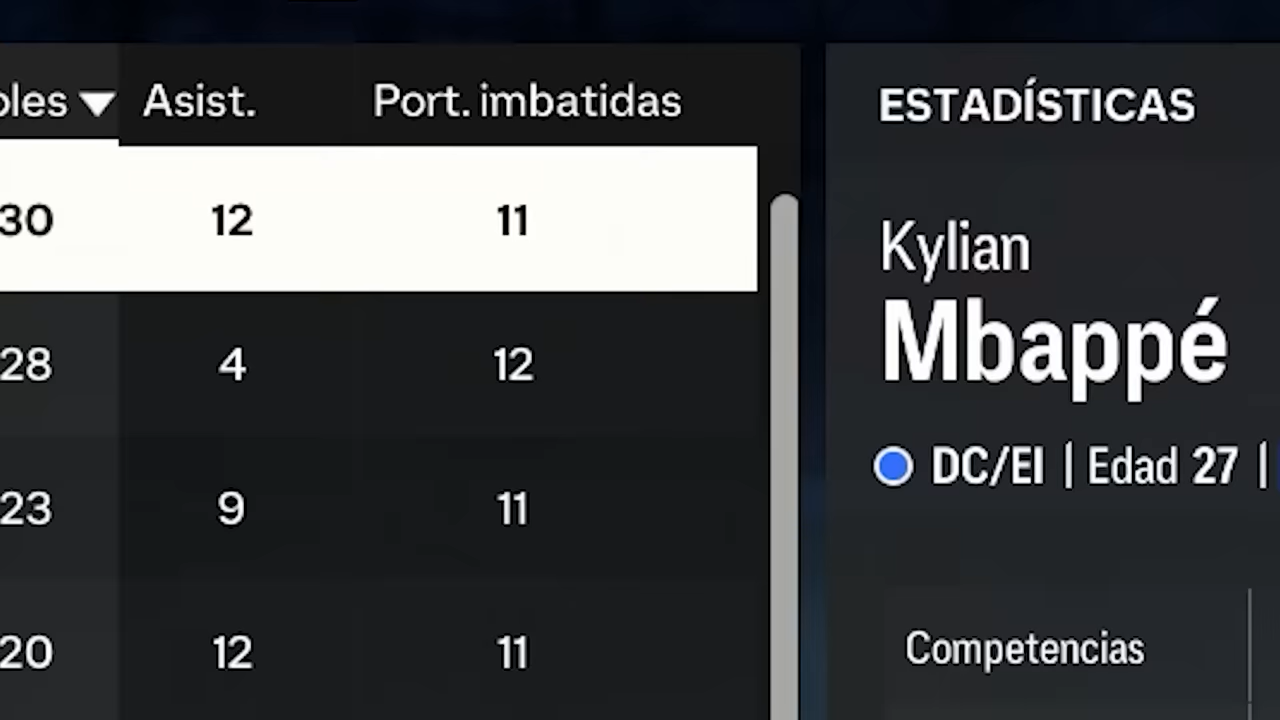 oles ▼ Asist. Port. imbatidas
30 12 11
28 4 12
23 9 11
20 12 11
ESTADÍSTICAS
Kylian
Mbappé
DC/EI | Edad 27 |
Competencias